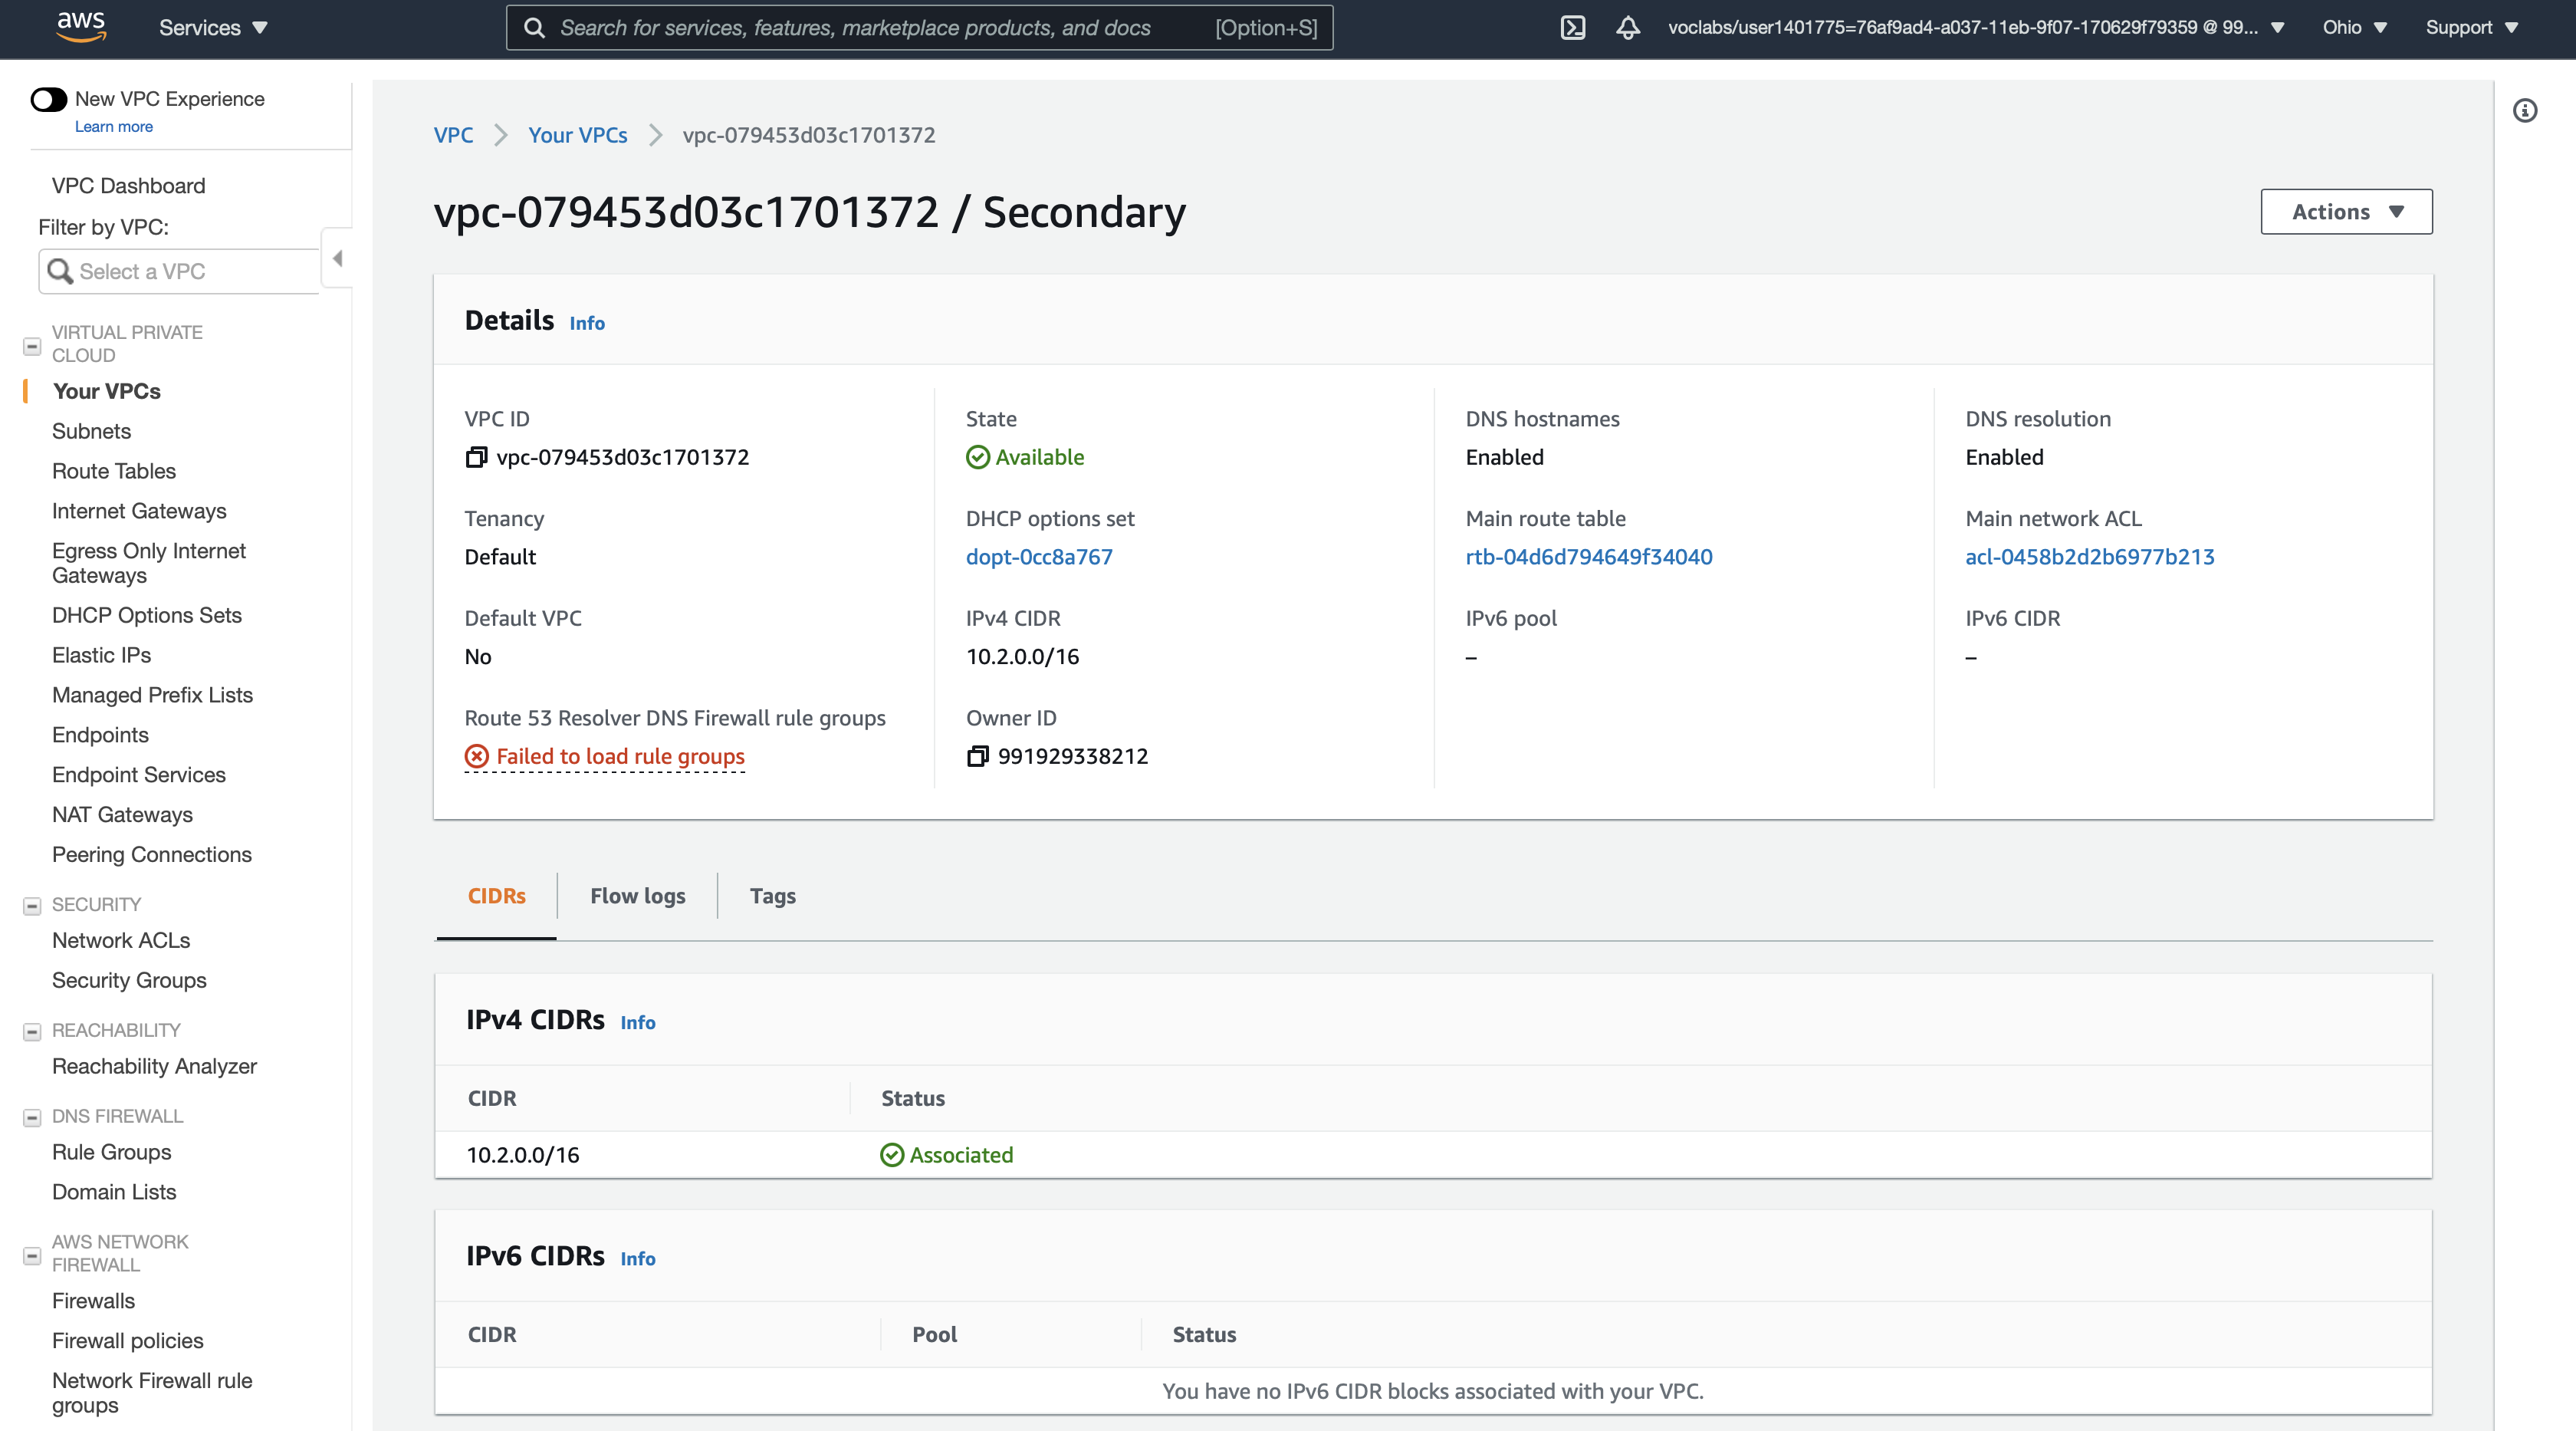 aws
Services
Search for services, features, marketplace products, and docs [Option+S]
voclabs/user1401775=76af9ad4-a037-11eb-9f07-170629f79359 @ 99...
Ohio
Support
New VPC Experience
Learn more
VPC Dashboard
Filter by VPC:
Select a VPC
VIRTUAL PRIVATE
CLOUD
Your VPCs
Subnets
Route Tables
Internet Gateways
Egress Only Internet
Gateways
DHCP Options Sets
Elastic IPs
Managed Prefix Lists
Endpoints
Endpoint Services
NAT Gateways
Peering Connections
SECURITY
Network ACLs
Security Groups
REACHABILITY
Reachability Analyzer
DNS FIREWALL
Rule Groups
Domain Lists
AWS NETWORK
FIREWALL
Firewalls
Firewall policies
Network Firewall rule
groups
VPC
Your VPCs
vpc-079453d03c1701372
vpc-079453d03c1701372 / Secondary
Actions
Details Info
VPC ID
vpc-079453d03c1701372
State
Available
DNS hostnames
Enabled
DNS resolution
Enabled
Tenancy
Default
DHCP options set
dopt-0cc8a767
Main route table
rtb-04d6d794649f34040
Main network ACL
acl-0458b2d2b6977b213
Default VPC
No
IPv4 CIDR
10.2.0.0/16
IPv6 pool
–
IPv6 CIDR
–
Route 53 Resolver DNS Firewall rule groups
Failed to load rule groups
Owner ID
991929338212
CIDRs
Flow logs
Tags
IPv4 CIDRs Info
CIDR Status
10.2.0.0/16 Associated
IPv6 CIDRs Info
CIDR Pool Status
You have no IPv6 CIDR blocks associated with your VPC.